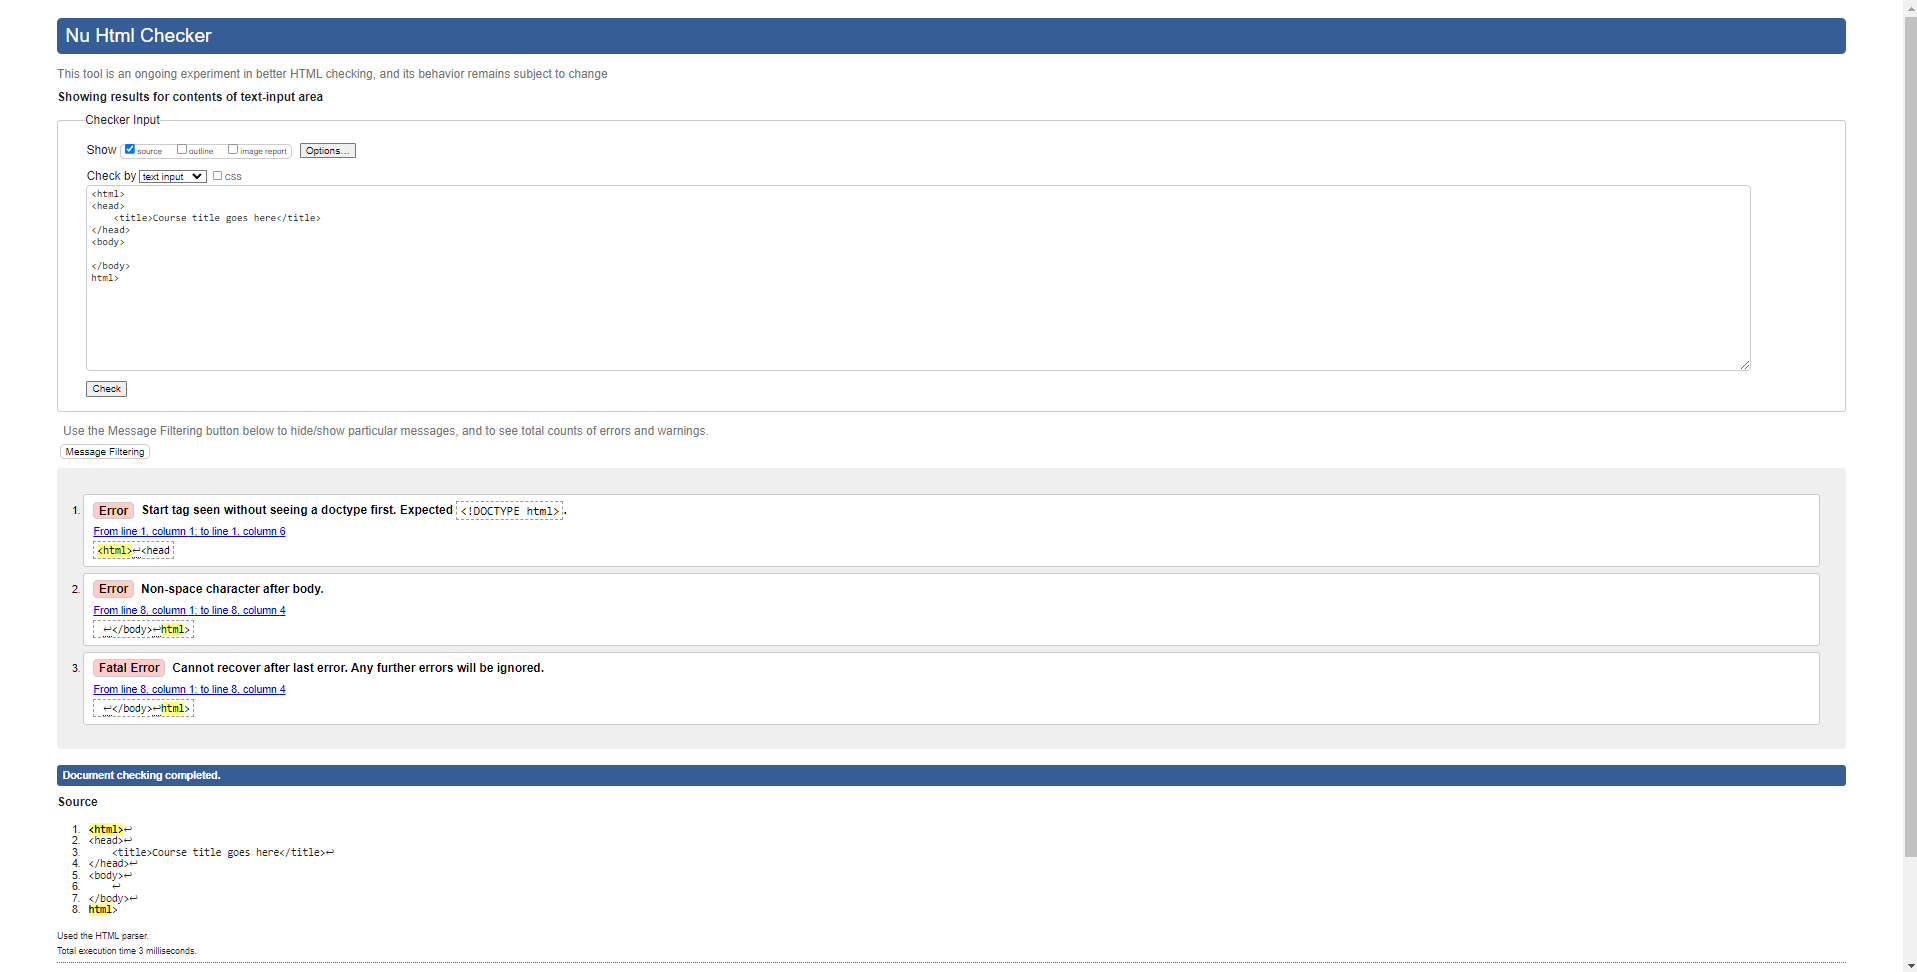 Nu Html Checker
This tool is an ongoing experiment in better HTML checking, and its behavior remains subject to change
Showing results for contents of text-input area
Checker Input
Show source outline image report Options...
Check by text input css
<html>
<head>
    <title>Course title goes here</title>
</head>
<body>

</body>
html>
Check
Use the Message Filtering button below to hide/show particular messages, and to see total counts of errors and warnings.
Message Filtering
1. Error Start tag seen without seeing a doctype first. Expected <!DOCTYPE html>.
From line 1, column 1; to line 1, column 6
<html>↩<head
2. Error Non-space character after body.
From line 8, column 1; to line 8, column 4
↩</body>↩html>
3. Fatal Error Cannot recover after last error. Any further errors will be ignored.
From line 8, column 1; to line 8, column 4
↩</body>↩html>
Document checking completed.
Source
1. <html>↩
2. <head>↩
3.     <title>Course title goes here</title>↩
4. </head>↩
5. <body>↩
6.     ↩
7. </body>↩
8. html>
Used the HTML parser.
Total execution time 3 milliseconds.